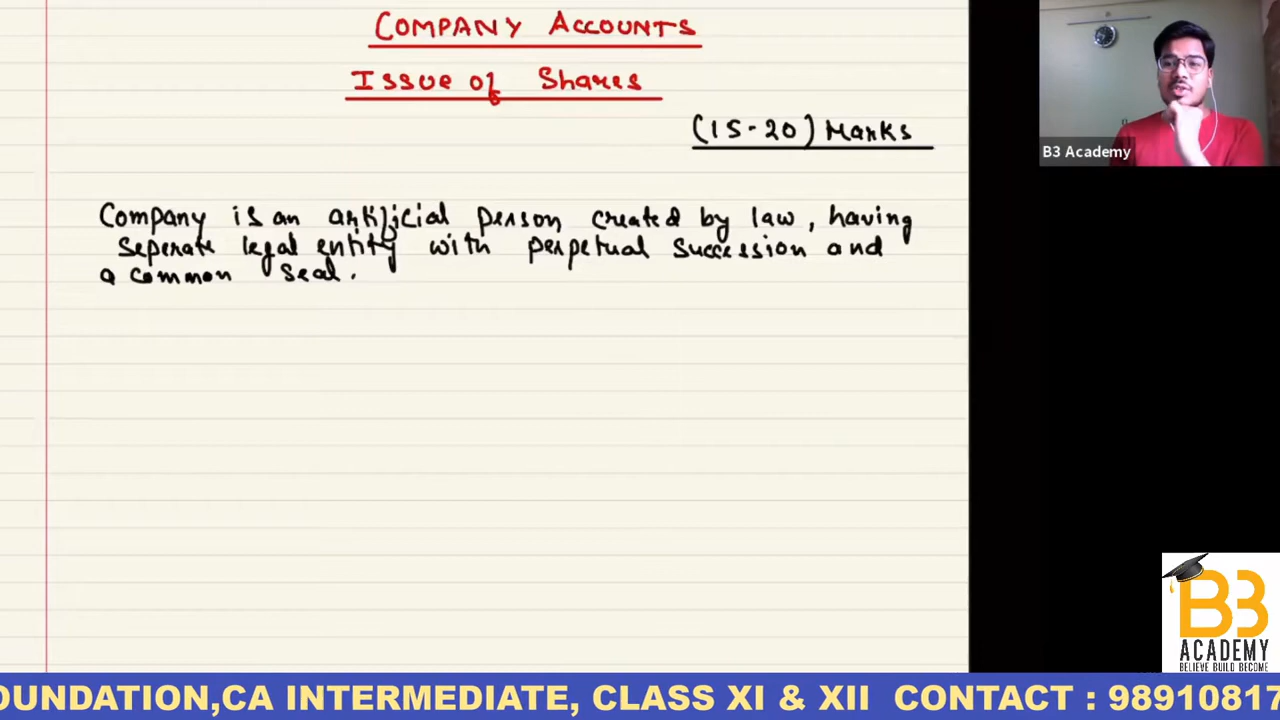 COMPANY ACCOUNTS
Issue of Shares
(15-20) Marks
B3 Academy
Company is an artificial person created by law, having
seperate legal entity with perpetual succession and
a common seal.
B3
ACADEMY
BELIEVE BUILD BECOME
OUNDATION,CA INTERMEDIATE, CLASS XI & XII CONTACT : 98910817